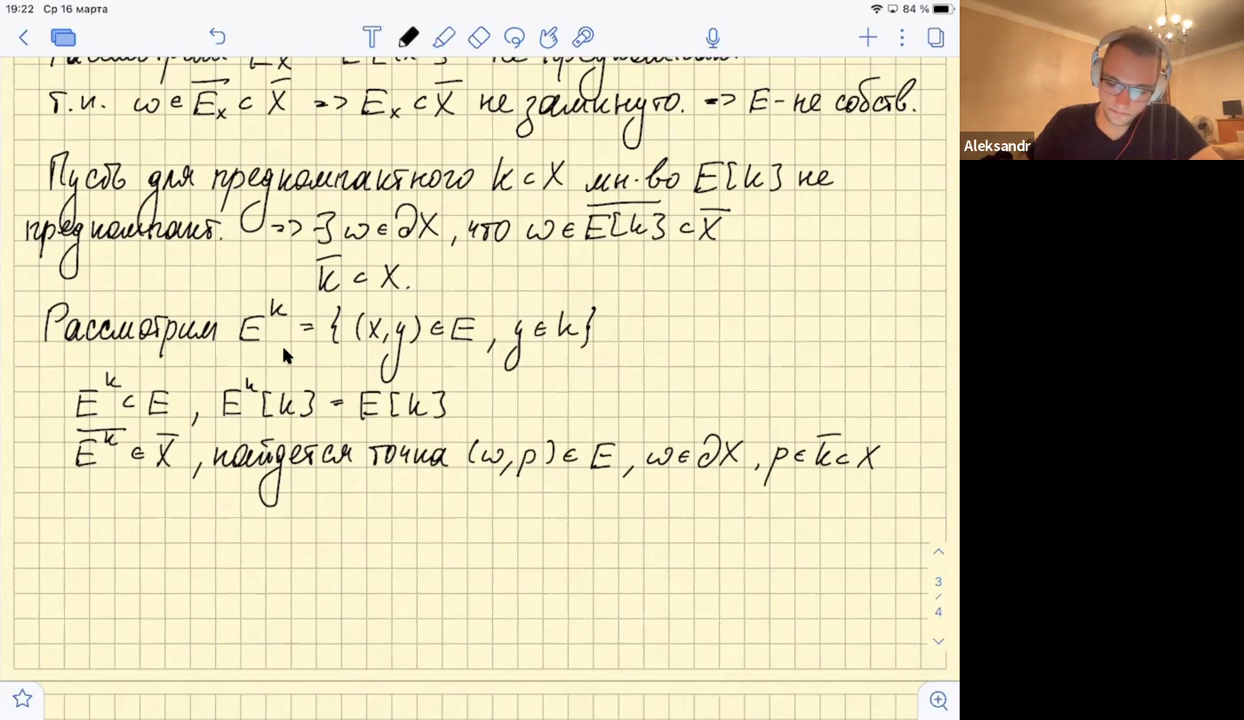 19:22 Ср 16 марта 84 %
T
т.и. ω ∈ \overline{E_x} ⊂ \overline{X} => E_x ⊂ \overline{X} не замкнуто. => E - не собств.
Пусть для предкомпактного K ⊂ X мн-во E[K] не
предкомпакт. => ∃ ω ∈ ∂X, что ω ∈ \overline{E[K]} ⊂ \overline{X}
\overline{K} ⊂ X.
Рассмотрим E^K = { (x,y) ∈ E , y ∈ K }
E^K ⊂ E , E^K[K] = E[K]
\overline{E^K} ∈ \overline{X} , найдется точка (ω,p) ∈ E , ω ∈ ∂X , p ∈ \overline{K} ⊂ X
3
/
4
Aleksandr